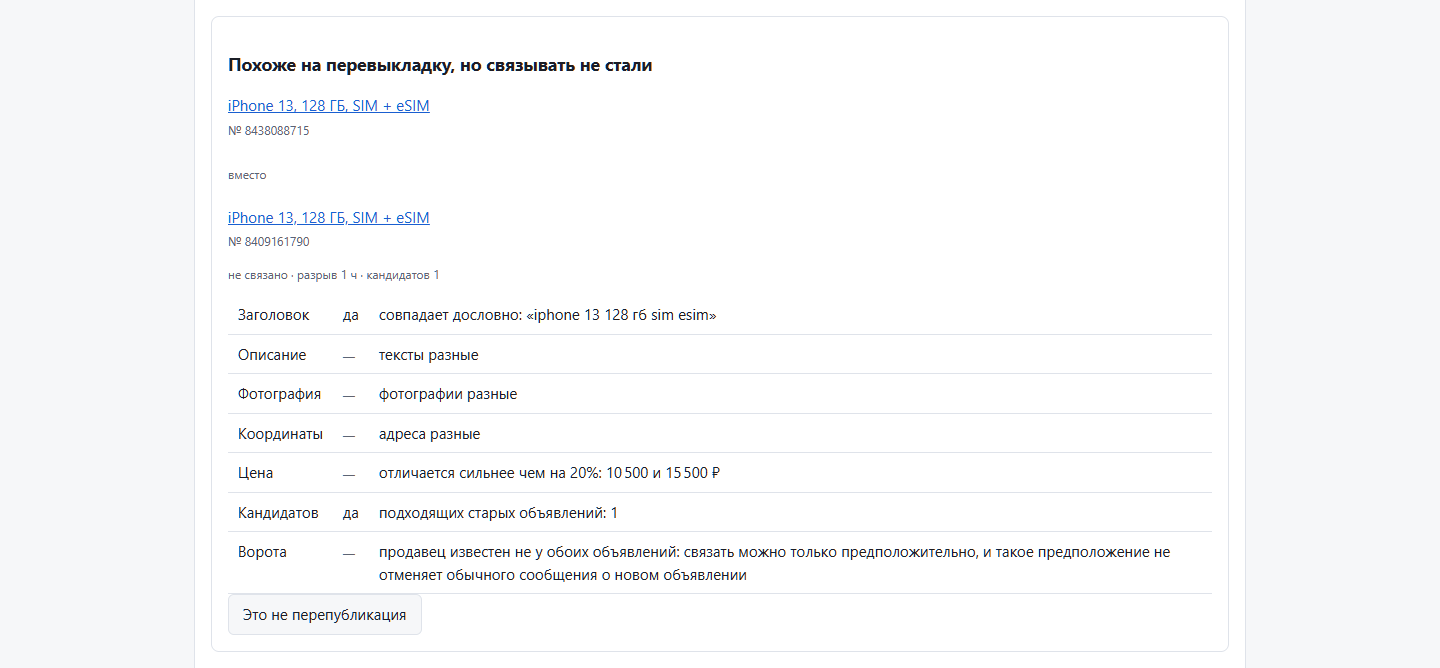 Похоже на перевыкладку, но связывать не стали
iPhone 13, 128 ГБ, SIM + eSIM
№ 8438088715
вместо
iPhone 13, 128 ГБ, SIM + eSIM
№ 8409161790
не связано · разрыв 1 ч · кандидатов 1
Заголовок да совпадает дословно: «iphone 13 128 гб sim esim»
Описание — тексты разные
Фотография — фотографии разные
Координаты — адреса разные
Цена — отличается сильнее чем на 20%: 10 500 и 15 500 ₽
Кандидатов да подходящих старых объявлений: 1
Ворота — продавец известен не у обоих объявлений: связать можно только предположительно, и такое предположение не
отменяет обычного сообщения о новом объявлении
Это не перепубликация